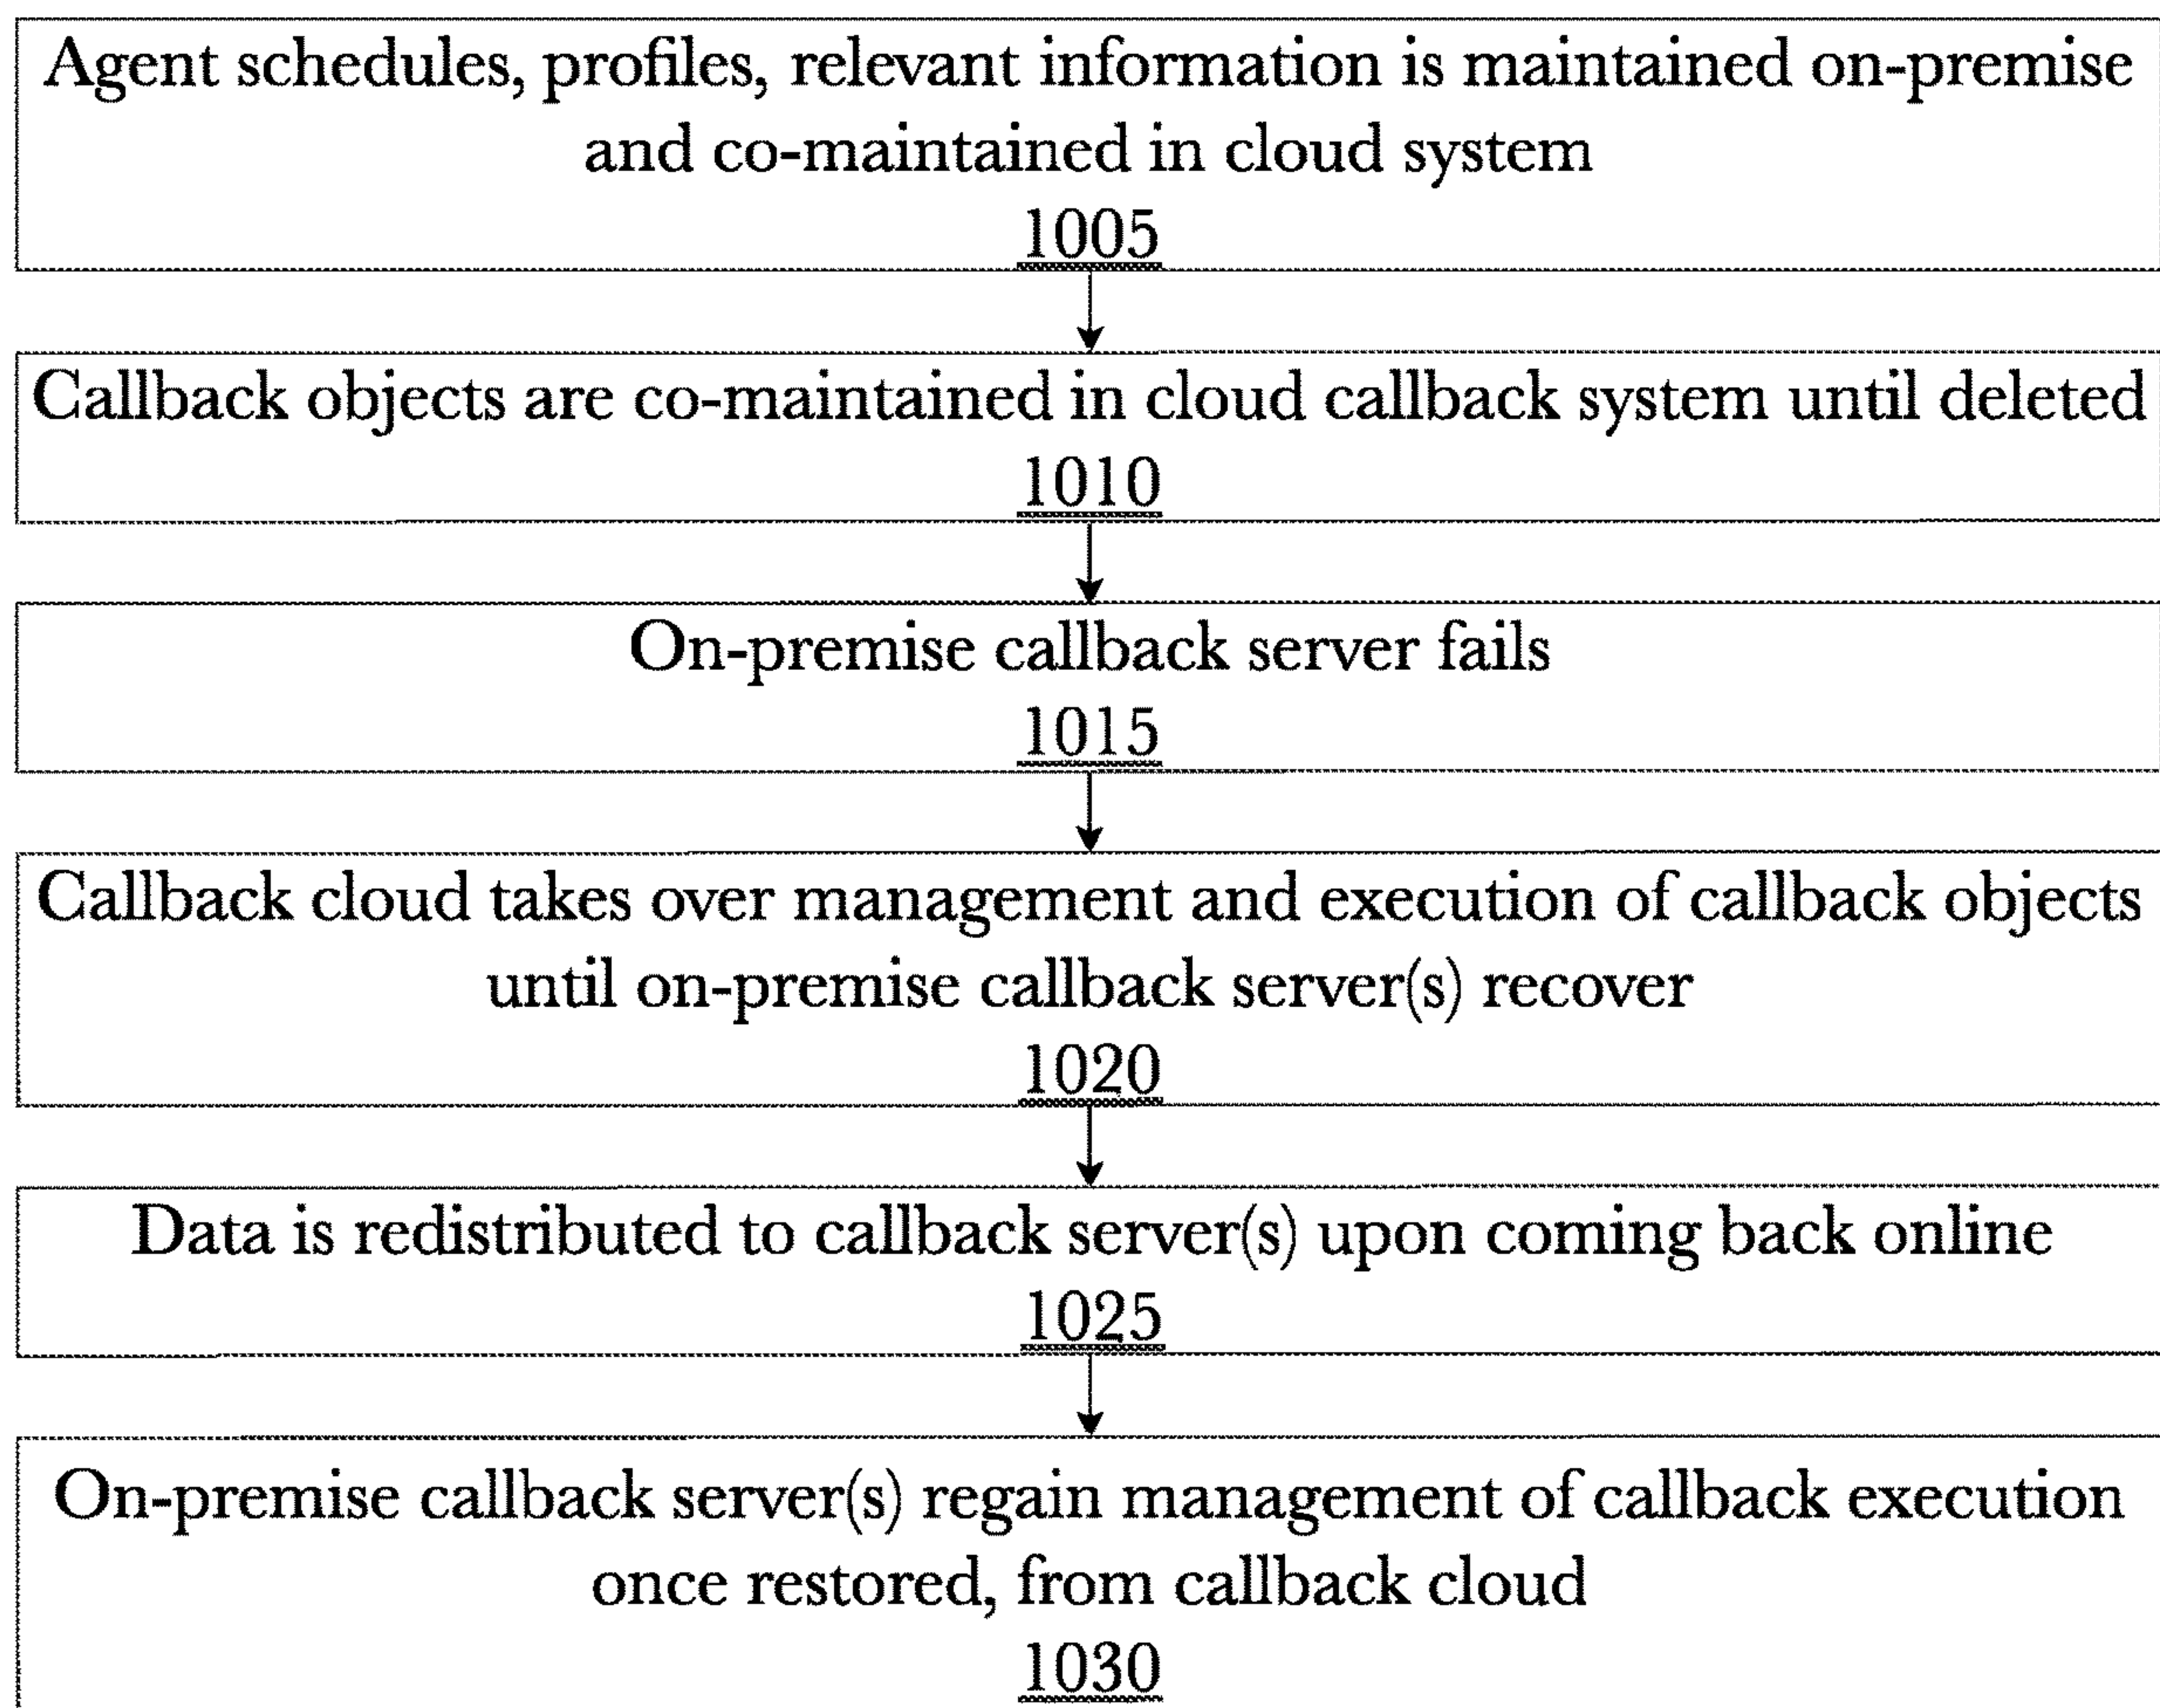 Agent schedules, profiles, relevant information is maintained on-premise
and co-maintained in cloud system
1005
Callback objects are co-maintained in cloud callback system until deleted
1010
On-premise callback server fails
1015
Callback cloud takes over management and execution of callback objects
until on-premise callback server(s) recover
1020
Data is redistributed to callback server(s) upon coming back online
1025
On-premise callback server(s) regain management of callback execution
once restored, from callback cloud
1030